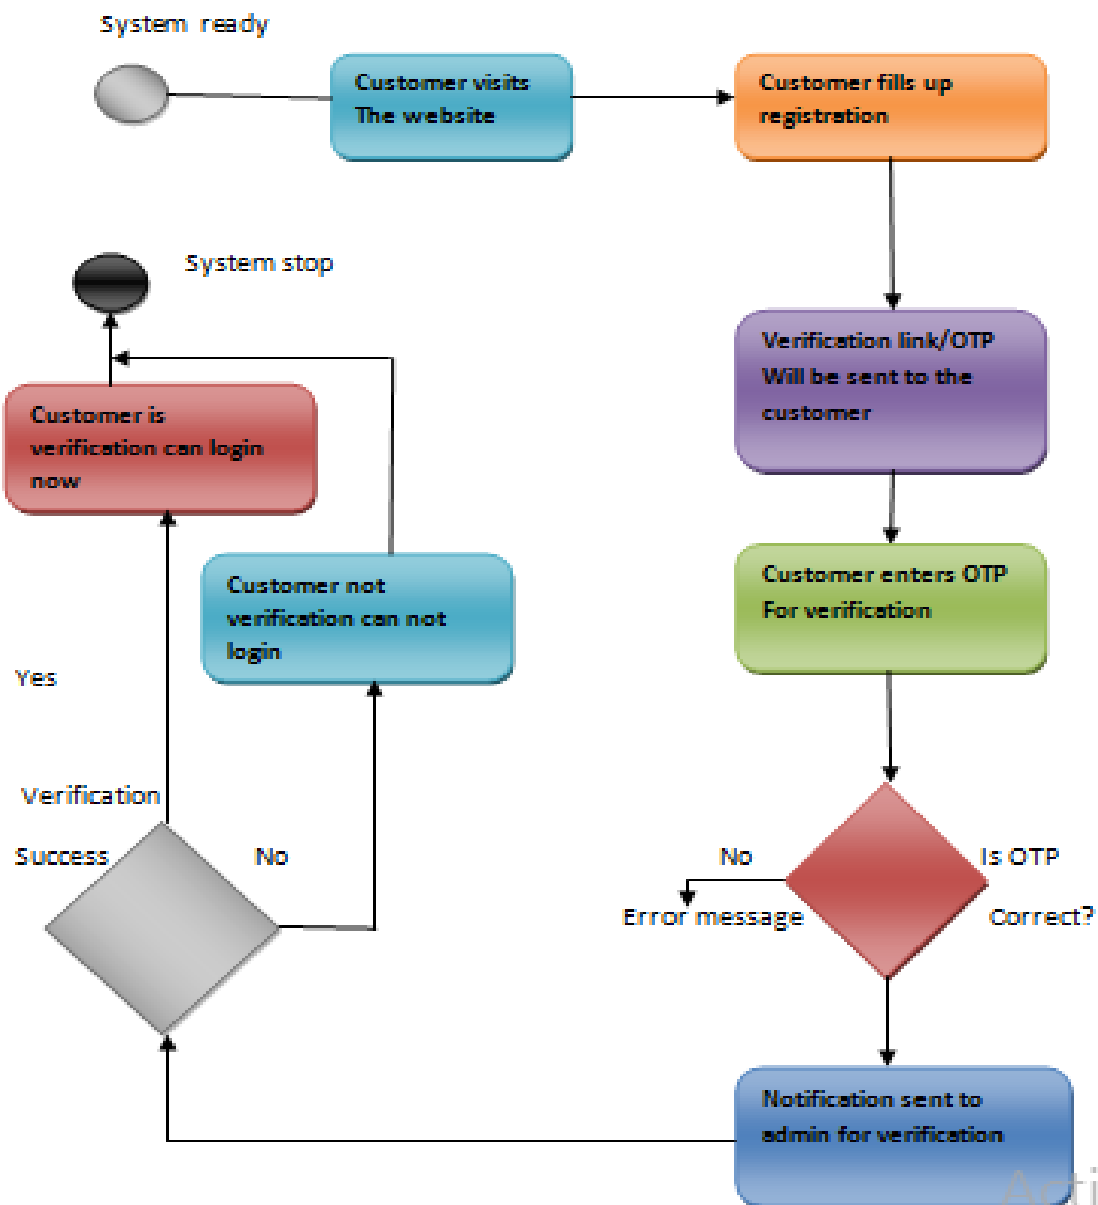 System ready
Customer visits
The website
Customer fills up
registration
System stop
Verification link/OTP
Will be sent to the
customer
Customer is
verification can login
now
Customer enters OTP
For verification
Customer not
verification can not
login
Yes
Verification
Success
No
No
Is OTP
Error message
Correct?
Notification sent to
admin for verification
Acti